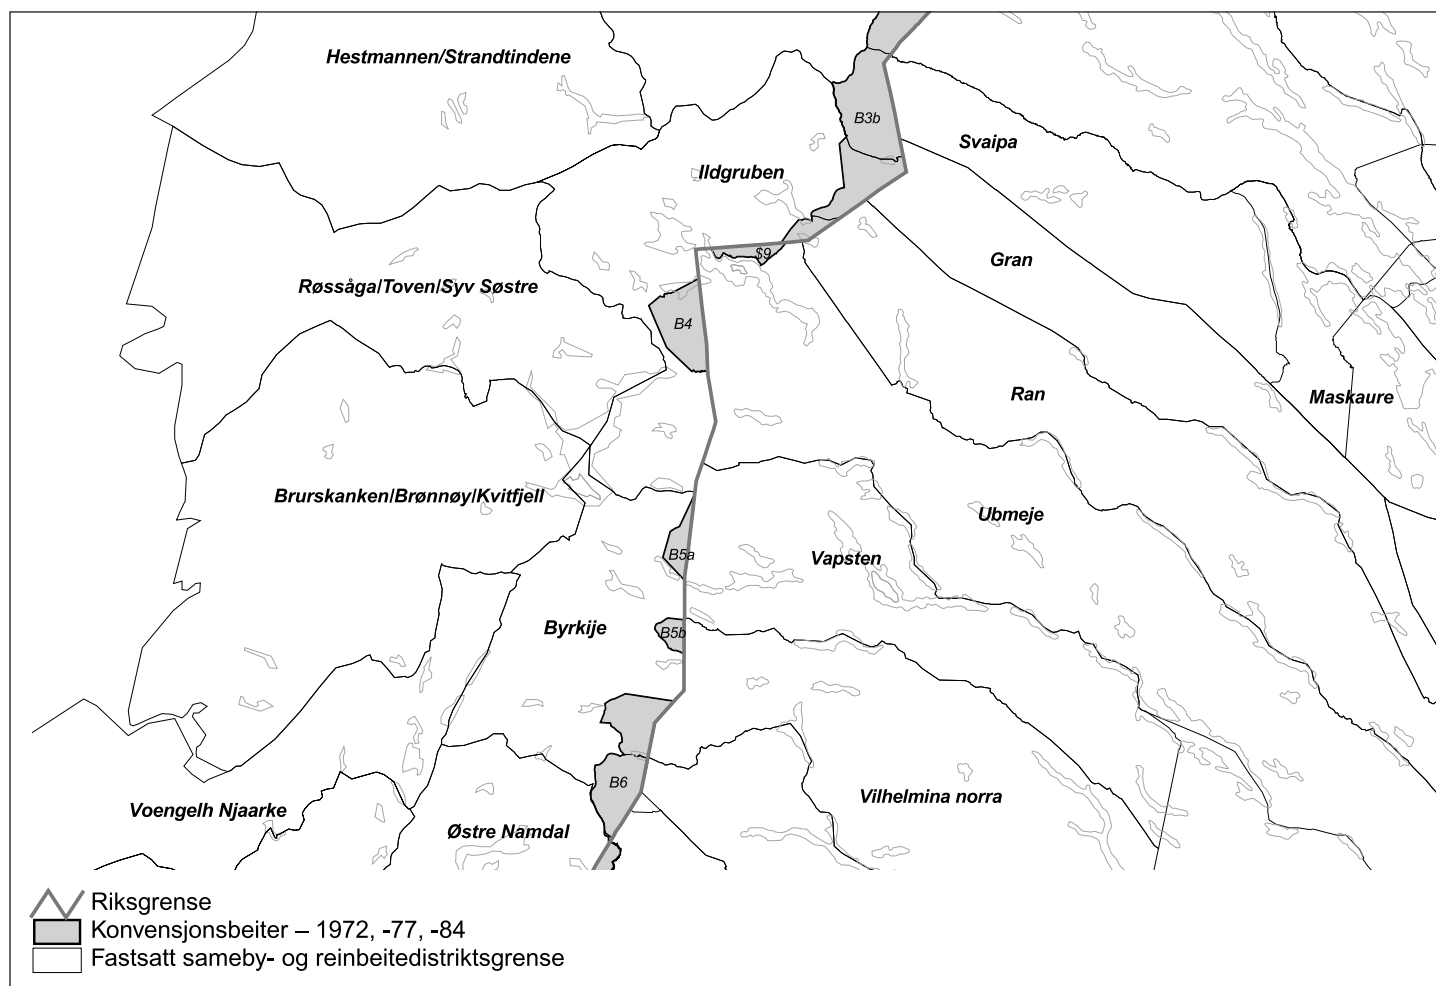 Hestmannen/Strandtindene
B3b
Svaipa
Ildgruben
$9
Gran
Røssåga/Toven/Syv Søstre
B4
Ran
Maskaure
Brurskanken/Brønnøy/Kvitfjell
Ubmeje
B5a
Vapsten
Byrkije
B5b
B6
Vilhelmina norra
Voengelh Njaarke
Østre Namdal
Riksgrense
Konvensjonsbeiter – 1972, -77, -84
Fastsatt sameby- og reinbeitedistriktsgrense